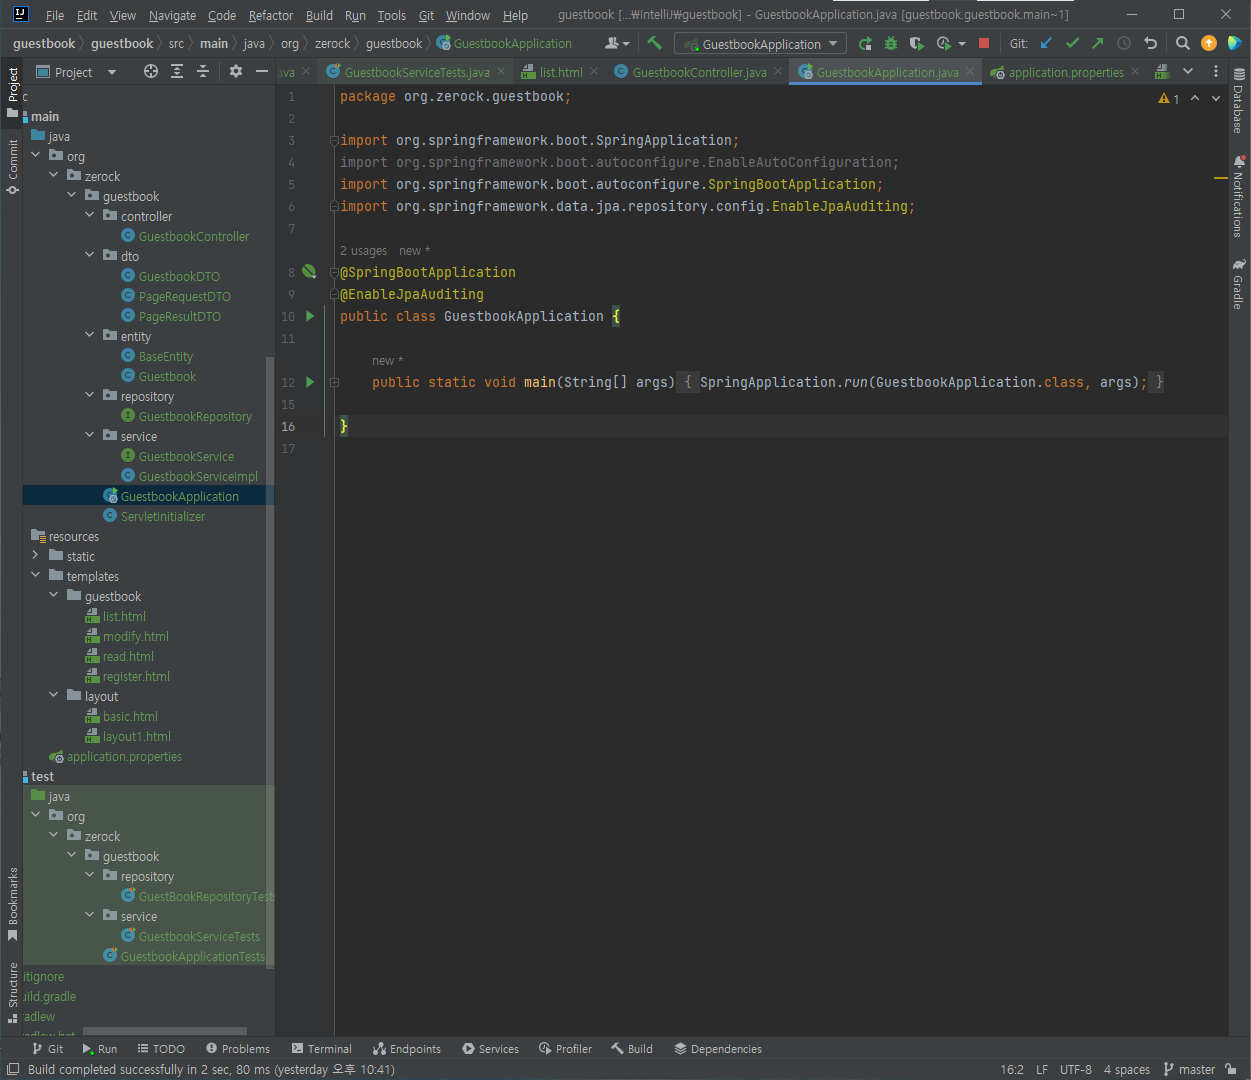 File Edit View Navigate Code Refactor Build Run Tools Git Window Help guestbook [...₩IntelliJ₩guestbook] - GuestbookApplication.java [guestbook.guestbook.main~1]
guestbook guestbook src main java org zerock guestbook GuestbookApplication GuestbookApplication Git:
Project ava GuestbookServiceTests.java list.html GuestbookController.java GuestbookApplication.java application.properties
Project
Commit
Bookmarks
Structure
c
main
java
org
zerock
guestbook
controller
GuestbookController
dto
GuestbookDTO
PageRequestDTO
PageResultDTO
entity
BaseEntity
Guestbook
repository
GuestbookRepository
service
GuestbookService
GuestbookServiceImpl
GuestbookApplication
ServletInitializer
resources
static
templates
guestbook
list.html
modify.html
read.html
register.html
layout
basic.html
layout1.html
application.properties
test
java
org
zerock
guestbook
repository
GuestBookRepositoryTest
service
GuestbookServiceTests
GuestbookApplicationTests
itignore
uild.gradle
adlew
adlew.bat
1 package org.zerock.guestbook;
2
3 import org.springframework.boot.SpringApplication;
4 import org.springframework.boot.autoconfigure.EnableAutoConfiguration;
5 import org.springframework.boot.autoconfigure.SpringBootApplication;
6 import org.springframework.data.jpa.repository.config.EnableJpaAuditing;
7
2 usages new *
8 @SpringBootApplication
9 @EnableJpaAuditing
10 public class GuestbookApplication {
11
new *
12 public static void main(String[] args) { SpringApplication.run(GuestbookApplication.class, args); }
15
16 }
17
1
Database
Notifications
Gradle
Git Run TODO Problems Terminal Endpoints Services Profiler Build Dependencies
Build completed successfully in 2 sec, 80 ms (yesterday 오후 10:41) 16:2 LF UTF-8 4 spaces master